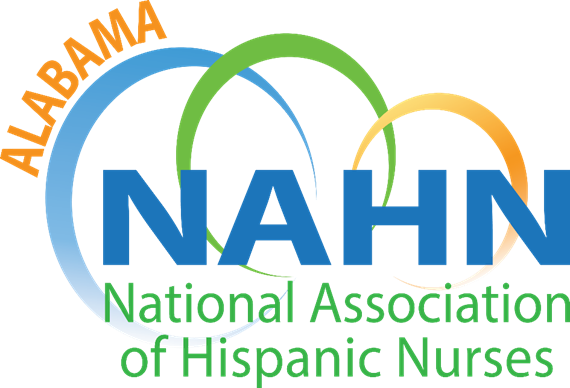 ALABAMA
NAHN
National Association
of Hispanic Nurses